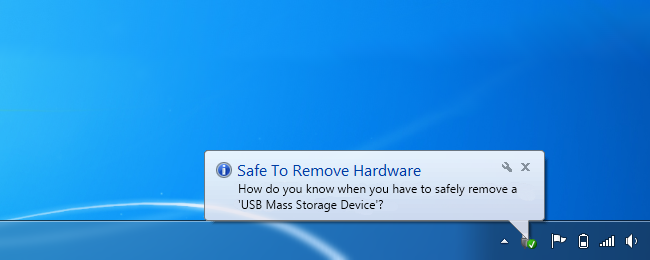 Safe To Remove Hardware
How do you know when you have to safely remove a
'USB Mass Storage Device'?